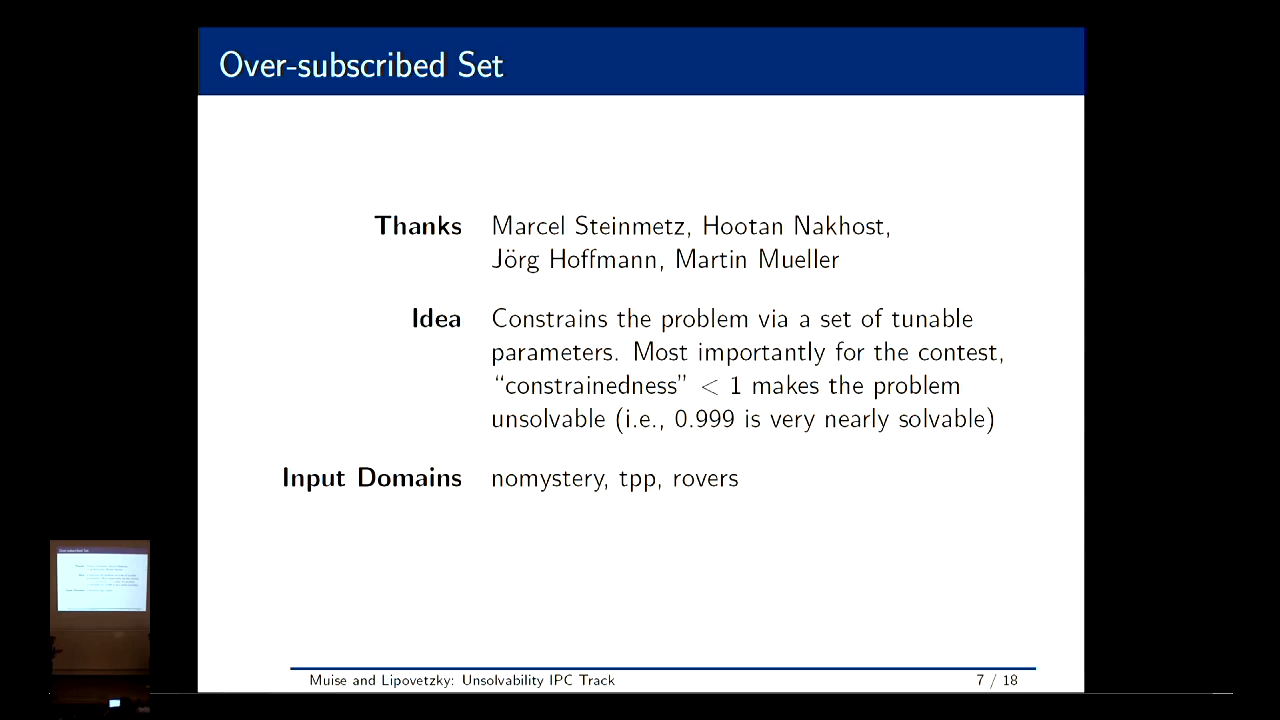 Over-subscribed Set
Thanks Marcel Steinmetz, Hootan Nakhost,
Jörg Hoffmann, Martin Mueller
Idea Constrains the problem via a set of tunable
parameters. Most importantly for the contest,
“constrainedness” < 1 makes the problem
unsolvable (i.e., 0.999 is very nearly solvable)
Input Domains nomystery, tpp, rovers
Muise and Lipovetzky: Unsolvability IPC Track 7 / 18